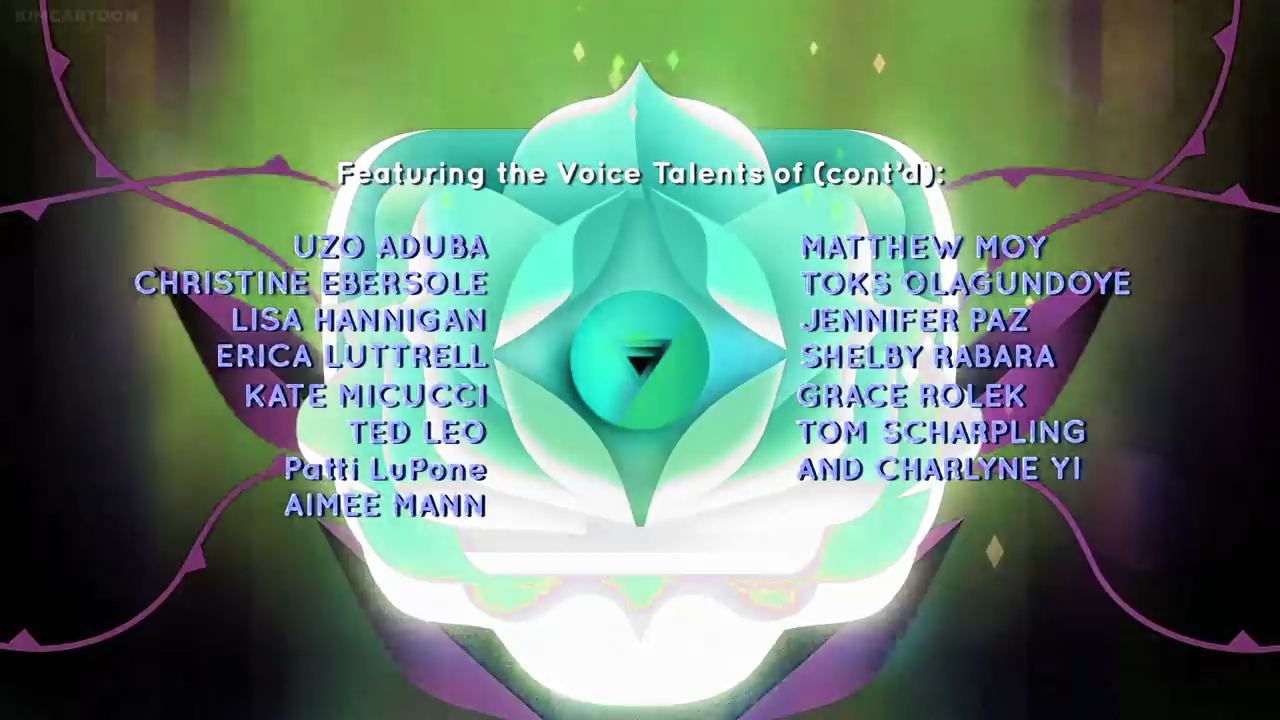 KIMCARTOON
Featuring the Voice Talents of (cont'd):
UZO ADUBA
CHRISTINE EBERSOLE
LISA HANNIGAN
ERICA LUTTRELL
KATE MICUCCI
TED LEO
Patti LuPone
AIMEE MANN
MATTHEW MOY
TOKS OLAGUNDOYE
JENNIFER PAZ
SHELBY RABARA
GRACE ROLEK
TOM SCHARPLING
AND CHARLYNE YI